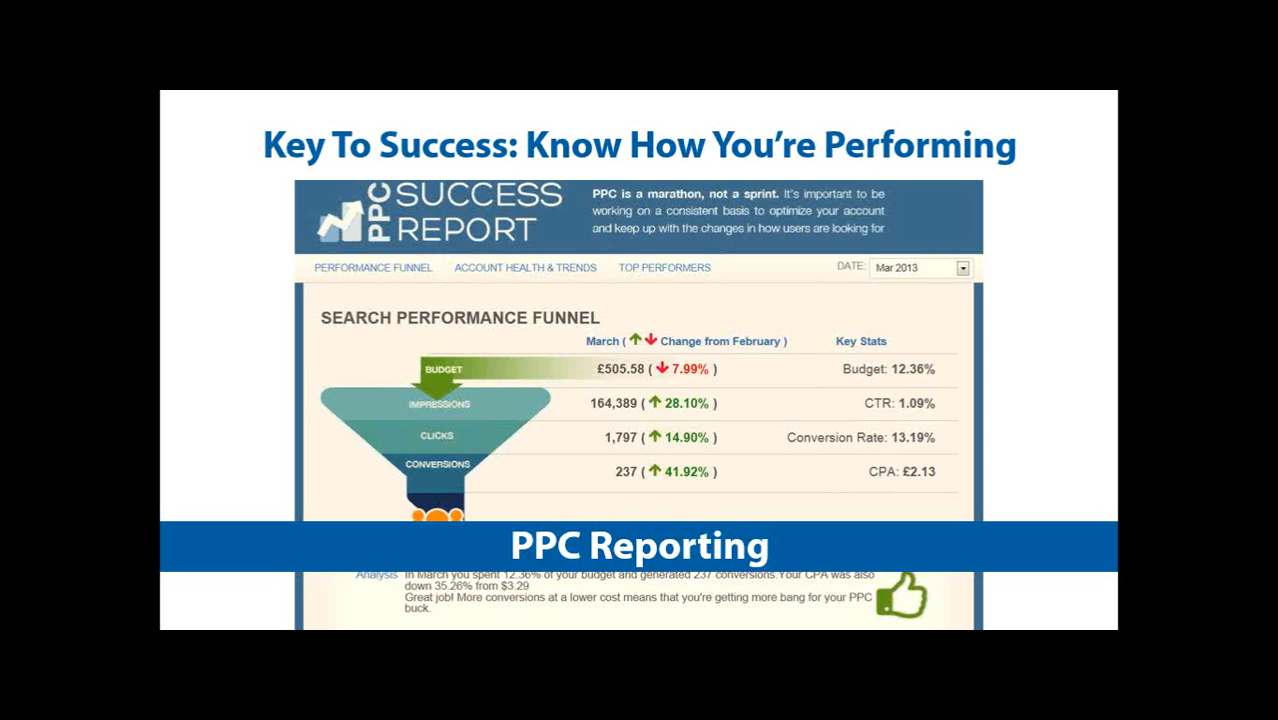 Key To Success: Know How You're Performing
PPC SUCCESS REPORT
PPC is a marathon, not a sprint. It's important to be
working on a consistent basis to optimize your account
and keep up with the changes in how users are looking for
PERFORMANCE FUNNEL ACCOUNT HEALTH & TRENDS TOP PERFORMERS DATE: Mar 2013
SEARCH PERFORMANCE FUNNEL
March ( Change from February ) Key Stats
BUDGET £505.58 ( 7.99% ) Budget: 12.36%
IMPRESSIONS 164,389 ( 28.10% ) CTR: 1.09%
CLICKS 1,797 ( 14.90% ) Conversion Rate: 13.19%
CONVERSIONS 237 ( 41.92% ) CPA: £2.13
PPC Reporting
Analysis In March you spent 12.36% of your budget and generated 237 conversions.Your CPA was also
down 35.26% from $3.29
Great job! More conversions at a lower cost means that you're getting more bang for your PPC
buck.